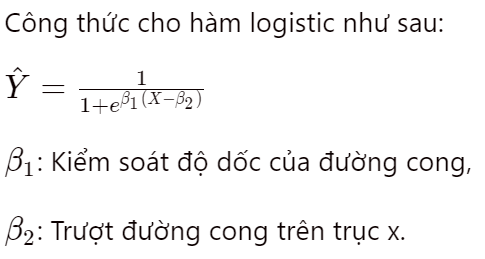 Công thức cho hàm logistic như sau:
Ŷ = 1 / (1+e^{β₁(X−β₂)})
β₁: Kiểm soát độ dốc của đường cong,
β₂: Trượt đường cong trên trục x.